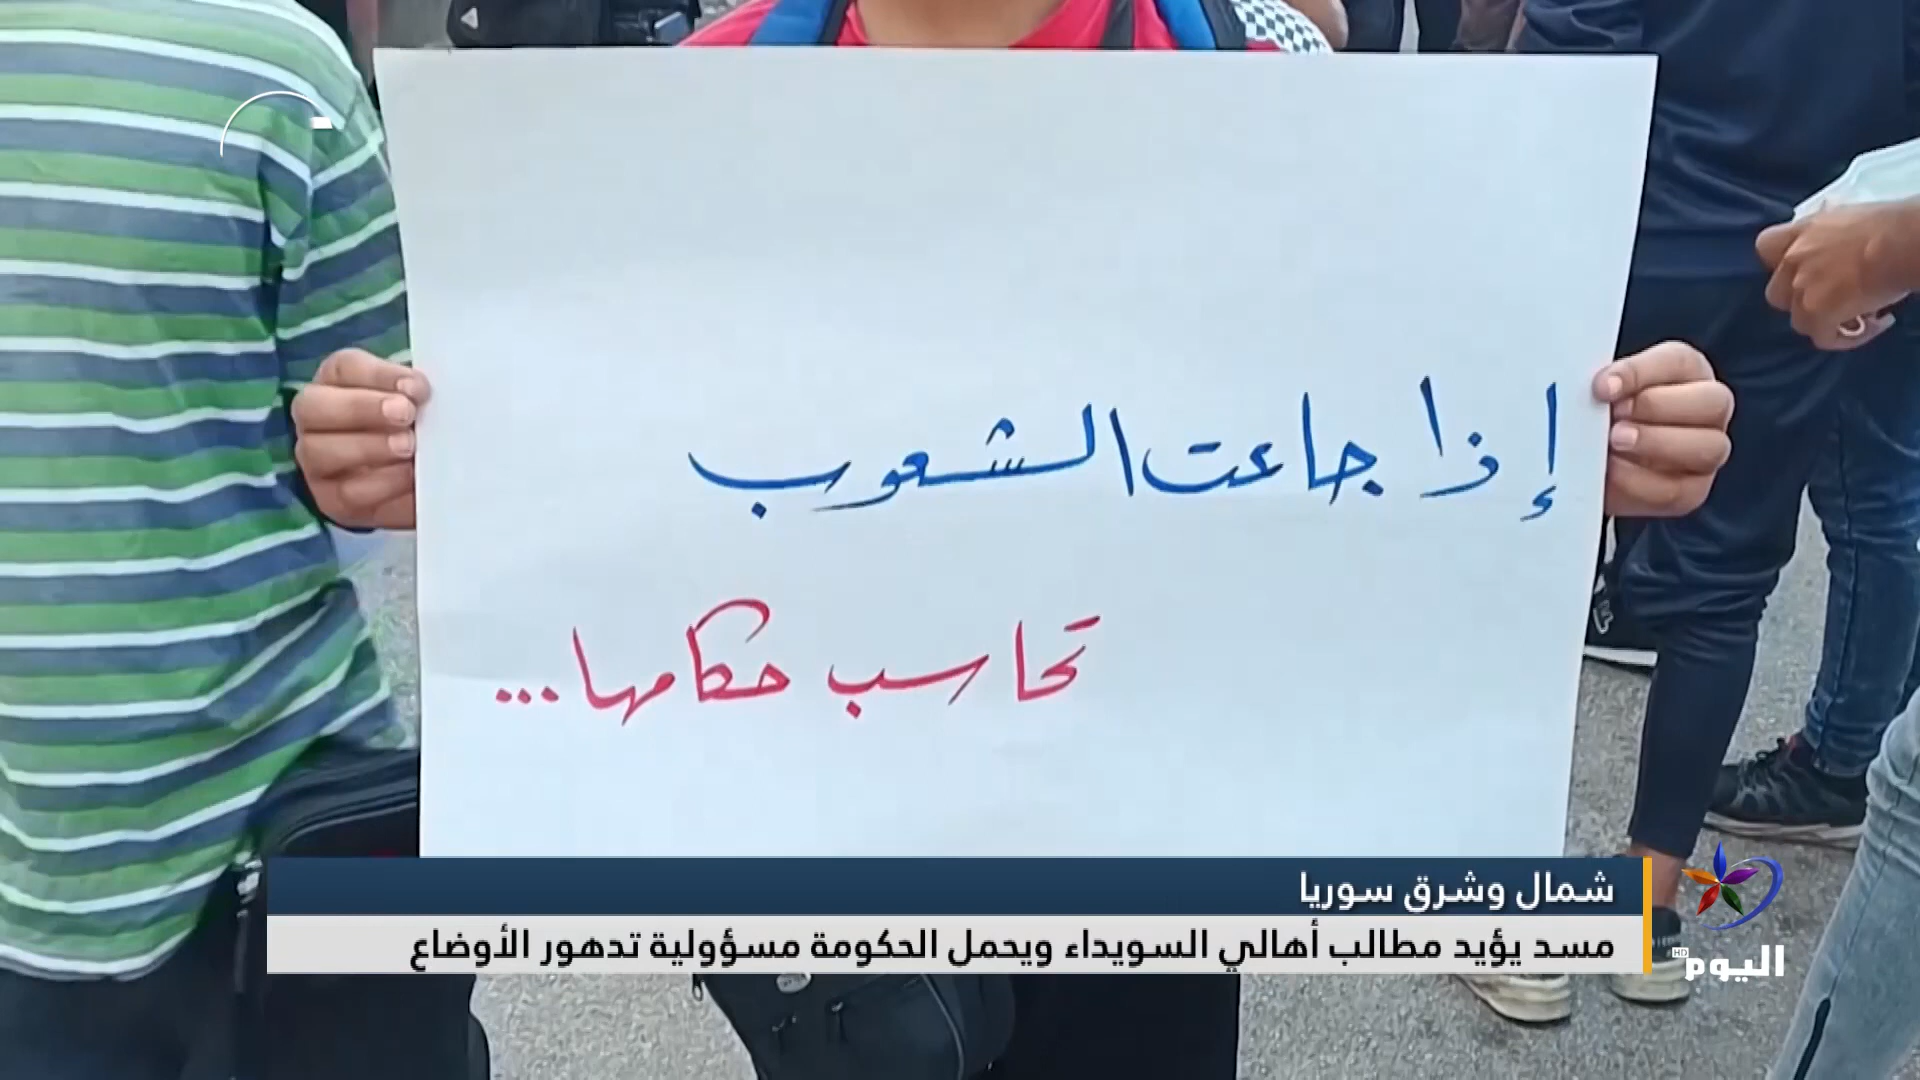 إذا جاعت الشعوب
تحاسب حكامها...
شمال وشرق سوريا
مسد يؤيد مطالب أهالي السويداء ويحمل الحكومة مسؤولية تدهور الأوضاع
اليوم HD